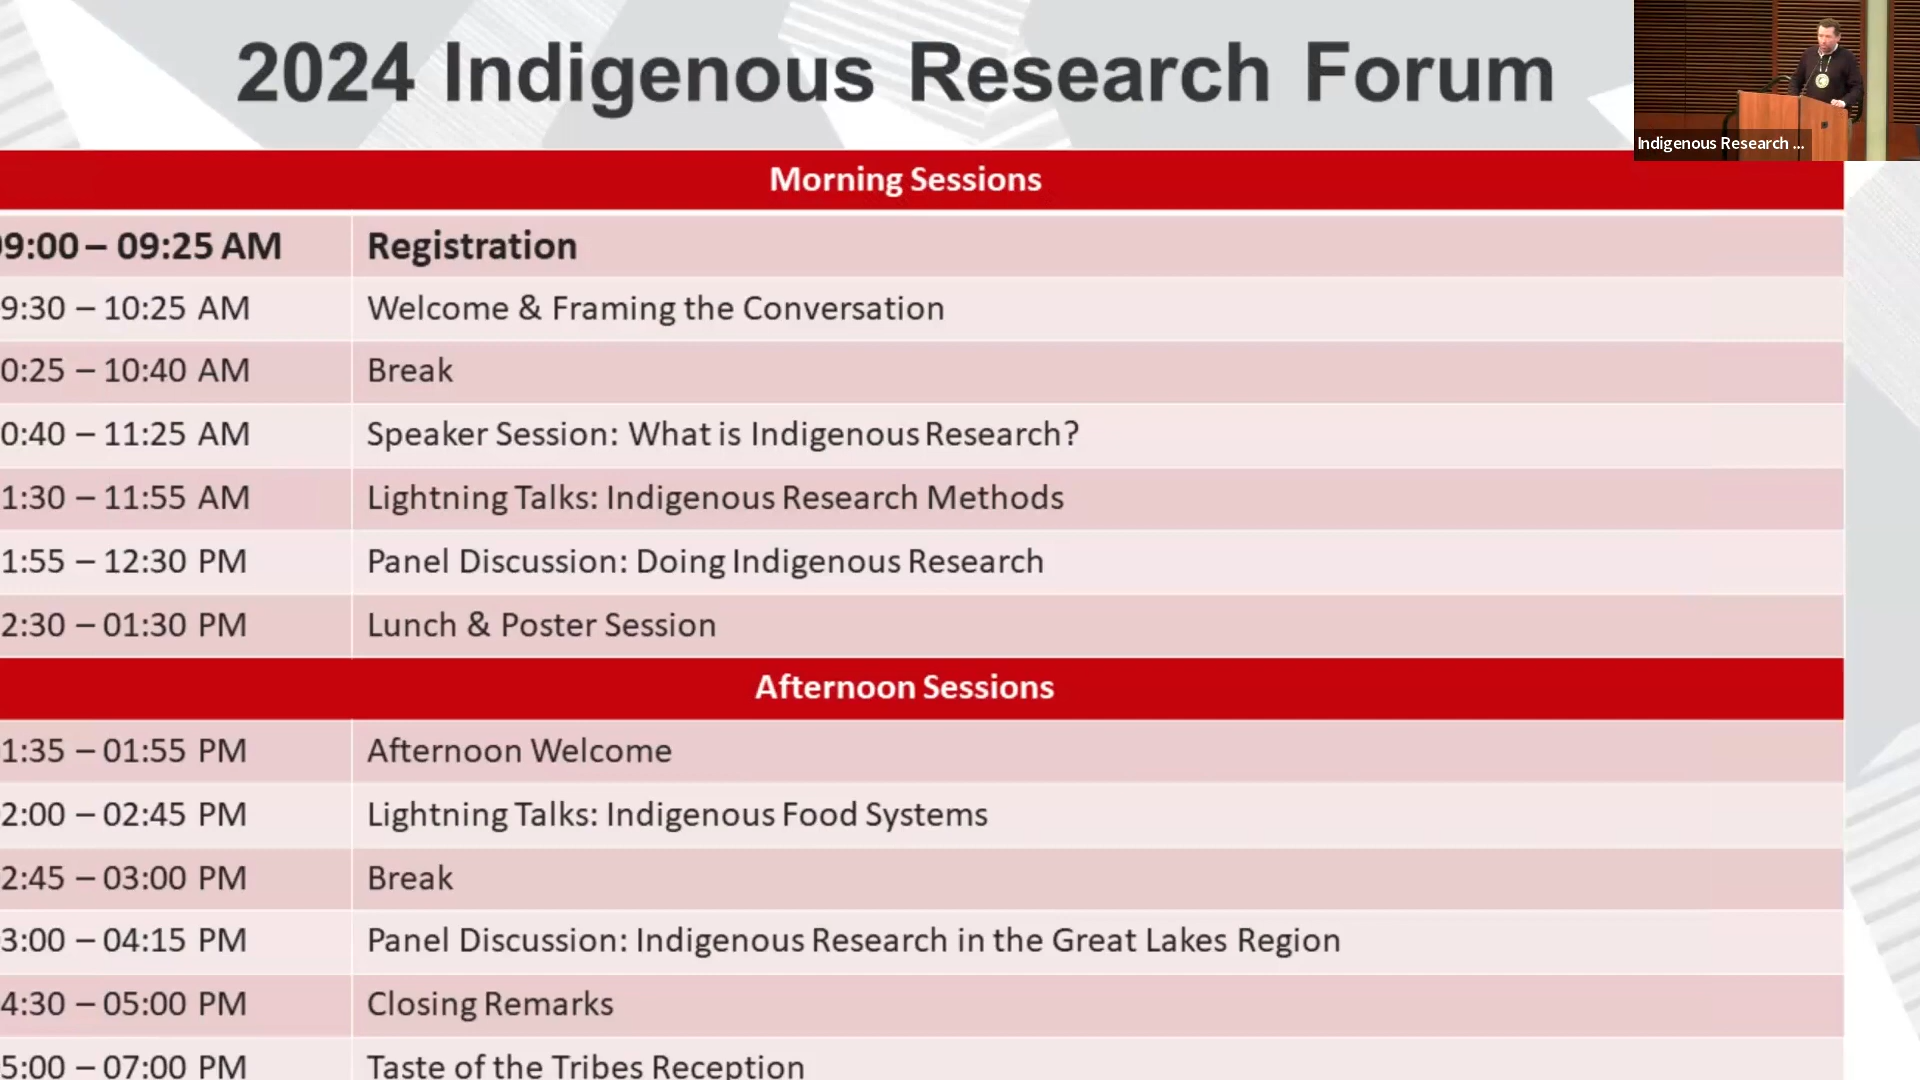 2024 Indigenous Research Forum
Indigenous Research ...
Morning Sessions
9:00 – 09:25 AM Registration
9:30 – 10:25 AM Welcome & Framing the Conversation
0:25 – 10:40 AM Break
0:40 – 11:25 AM Speaker Session: What is Indigenous Research?
1:30 – 11:55 AM Lightning Talks: Indigenous Research Methods
1:55 – 12:30 PM Panel Discussion: Doing Indigenous Research
2:30 – 01:30 PM Lunch & Poster Session
Afternoon Sessions
1:35 – 01:55 PM Afternoon Welcome
2:00 – 02:45 PM Lightning Talks: Indigenous Food Systems
2:45 – 03:00 PM Break
3:00 – 04:15 PM Panel Discussion: Indigenous Research in the Great Lakes Region
4:30 – 05:00 PM Closing Remarks
5:00 – 07:00 PM Taste of the Tribes Reception